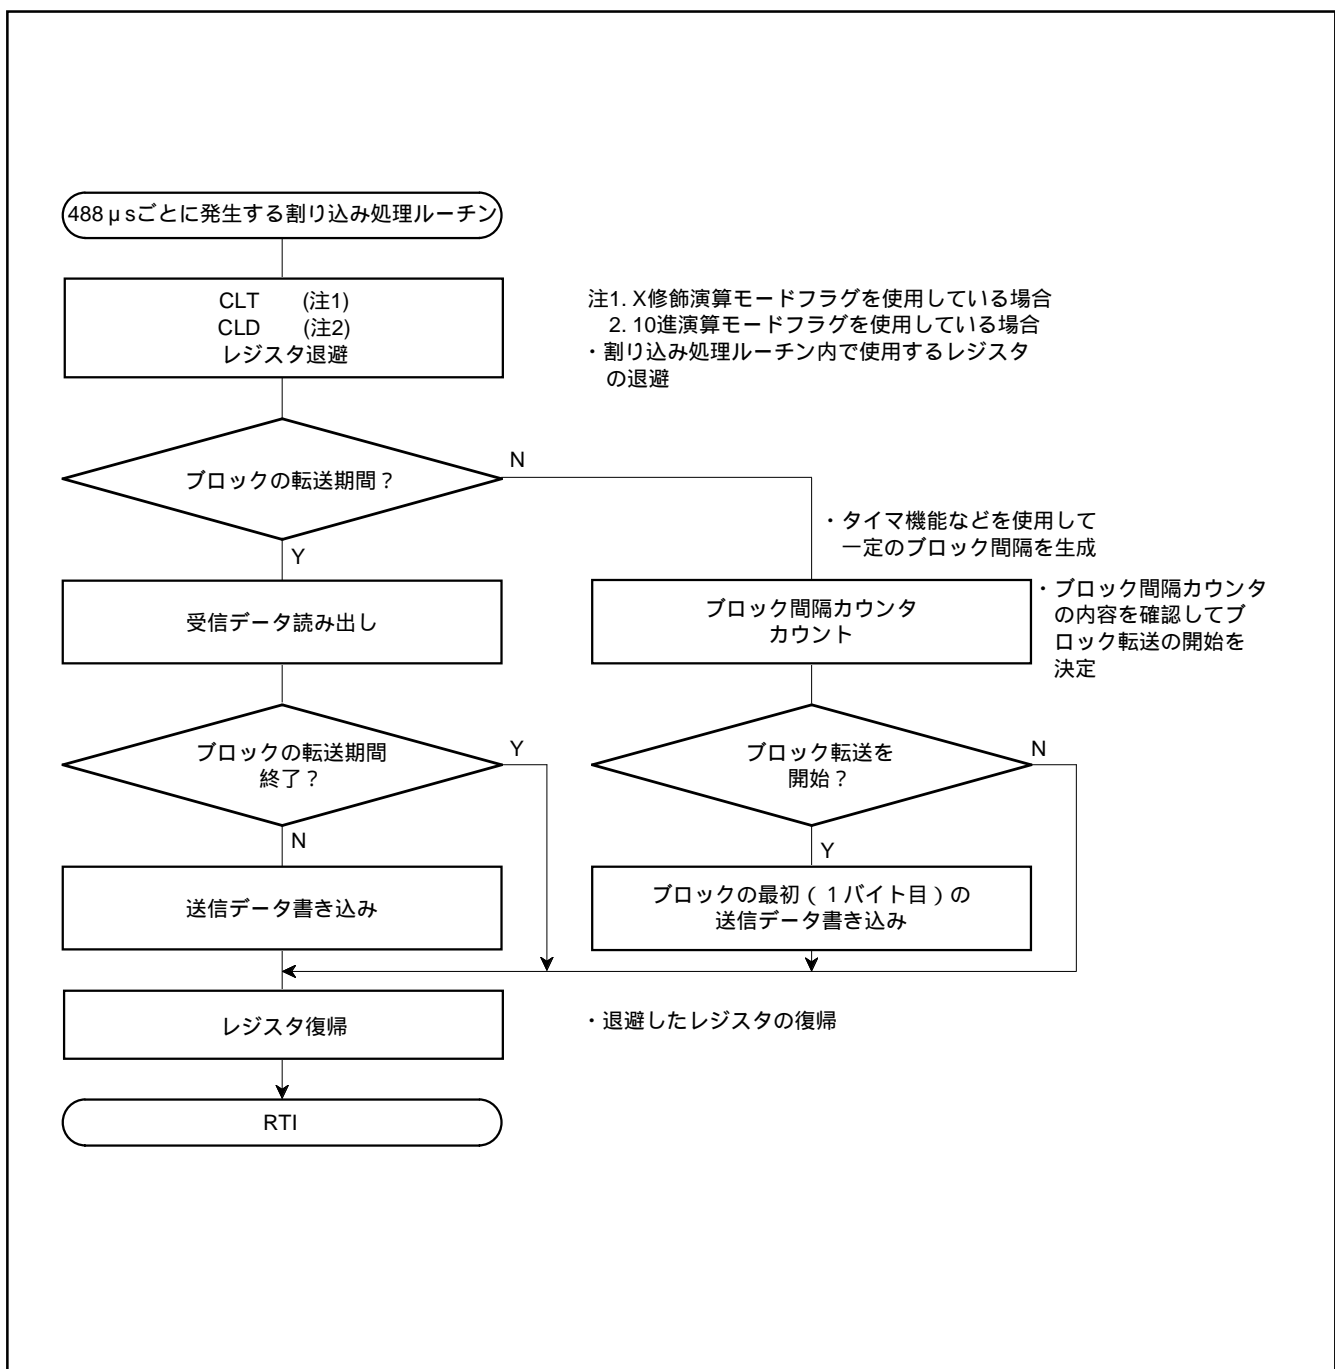 488μsごとに発生する割り込み処理ルーチン
CLT (注1)
CLD (注2)
レジスタ退避
注1. X修飾演算モードフラグを使用している場合
2. 10進演算モードフラグを使用している場合
・割り込み処理ルーチン内で使用するレジスタ
の退避
ブロックの転送期間？
N
Y
・タイマ機能などを使用して
一定のブロック間隔を生成
受信データ読み出し
ブロック間隔カウンタ
カウント
・ブロック間隔カウンタ
の内容を確認してブ
ロック転送の開始を
決定
ブロックの転送期間
終了？
Y
N
ブロック転送を
開始？
N
Y
送信データ書き込み
ブロックの最初（１バイト目）の
送信データ書き込み
レジスタ復帰
・退避したレジスタの復帰
RTI